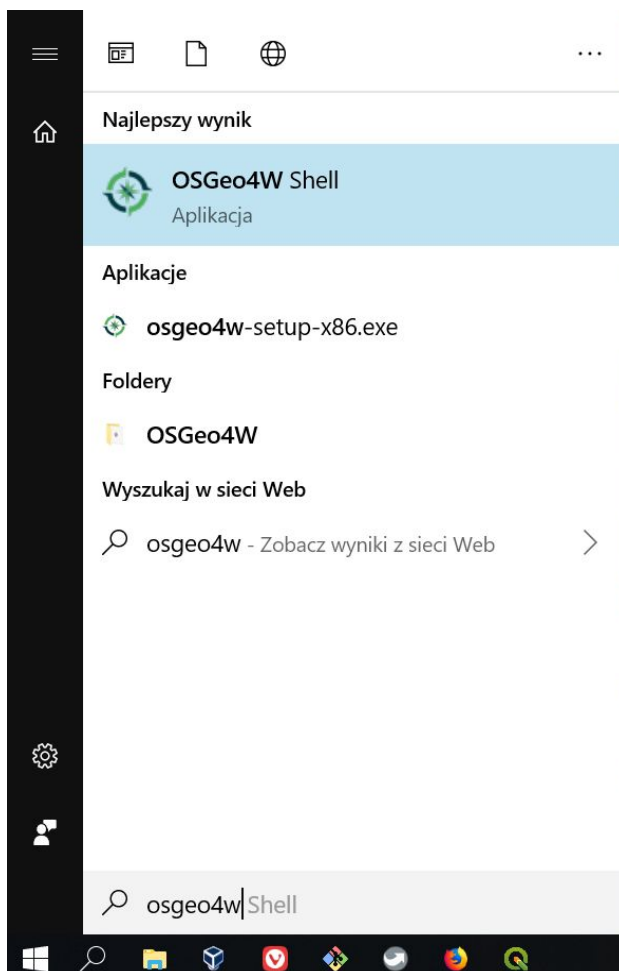 ...
Najlepszy wynik
OSGeo4W Shell
Aplikacja
Aplikacje
osgeo4w-setup-x86.exe
Foldery
OSGeo4W
Wyszukaj w sieci Web
osgeo4w - Zobacz wyniki z sieci Web
osgeo4w Shell